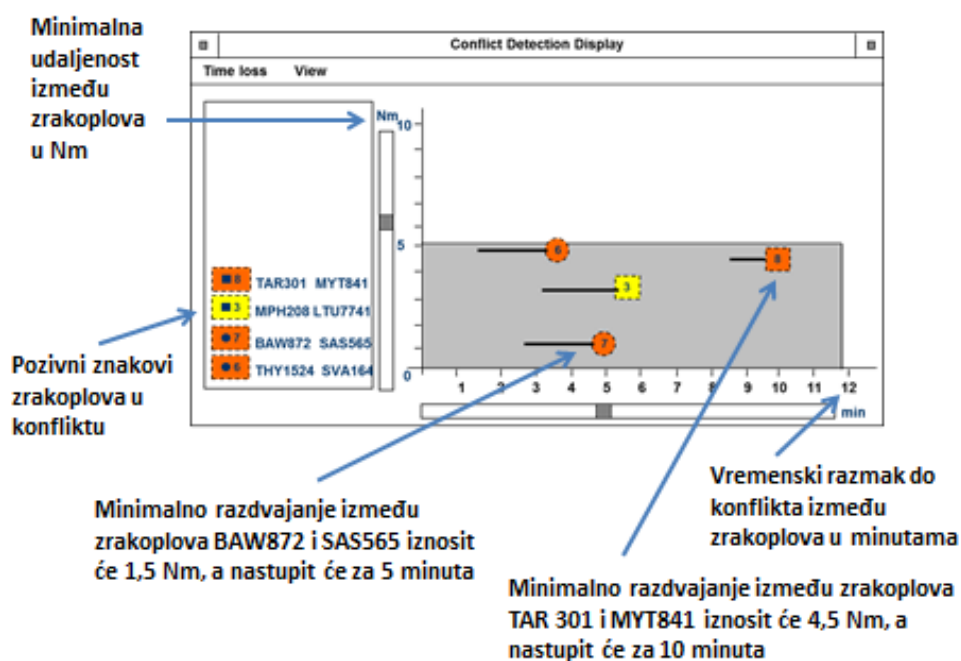 Minimalna
udaljenost
između
zrakoplova
u Nm
Conflict Detection Display
Time loss View
Nm
10
5
0
8 TAR301 MYT841
3 MPH208 LTU7741
7 BAW872 SAS565
6 THY1524 SVA164
6
8
3
7
1 2 3 4 5 6 7 8 9 10 11 12
min
Pozivni znakovi
zrakoplova u
konfliktu
Minimalno razdvajanje između
zrakoplova BAW872 i SAS565 iznosit
će 1,5 Nm, a nastupit će za 5 minuta
Vremenski razmak do
konflikta između
zrakoplova u minutama
Minimalno razdvajanje između zrakoplova
TAR 301 i MYT841 iznosit će 4,5 Nm, a
nastupit će za 10 minuta